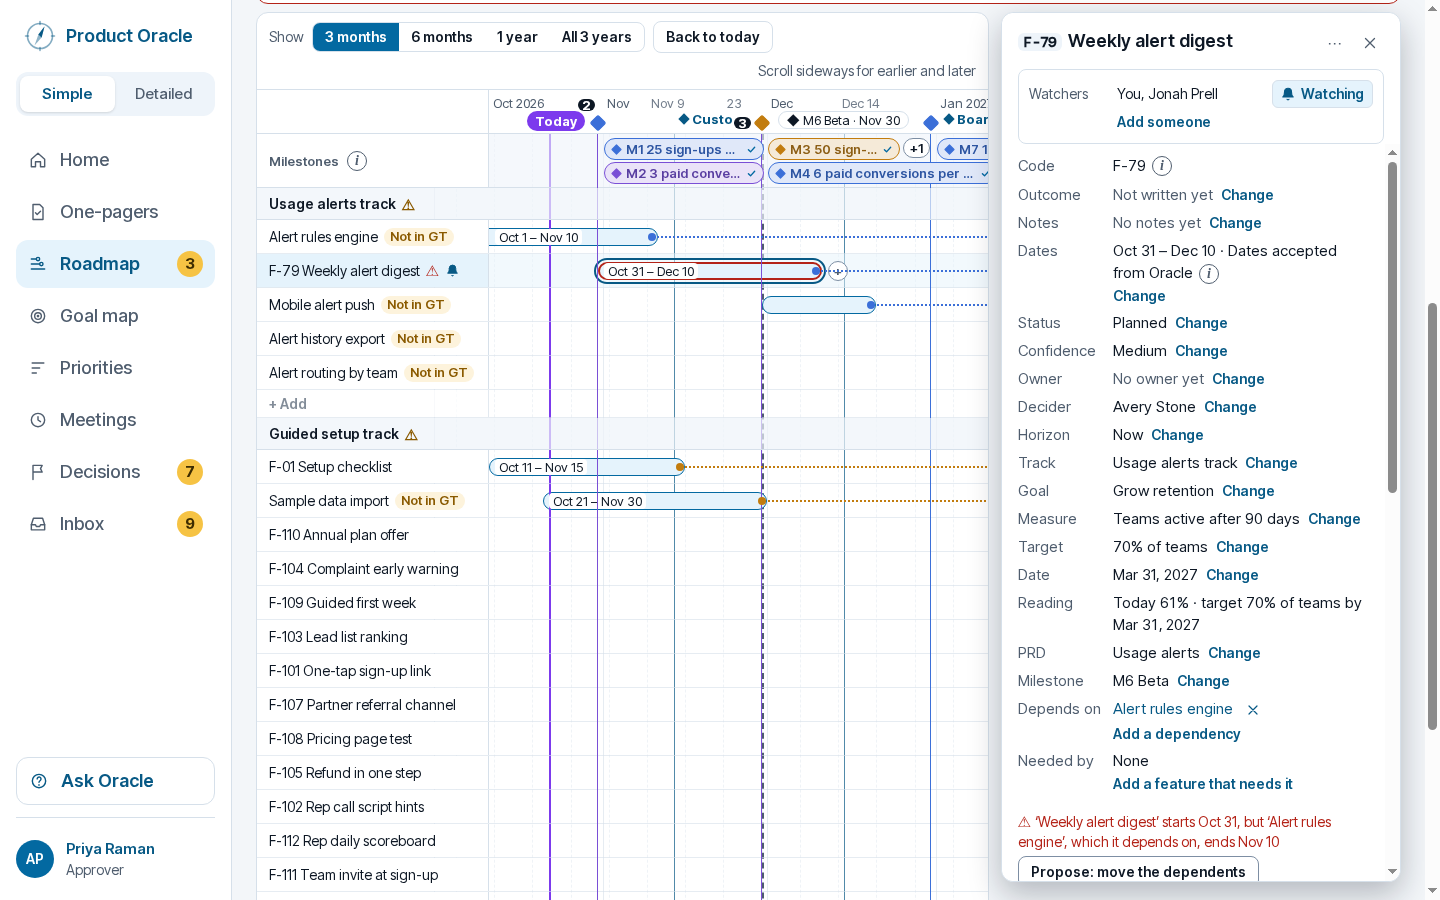 Product Oracle
Simple
Detailed
Home
One-pagers
Roadmap
3
Goal map
Priorities
Meetings
Decisions
7
Inbox
9
Ask Oracle
AP
Priya Raman
Approver
Show
3 months
6 months
1 year
All 3 years
Back to today
Scroll sideways for earlier and later
Oct 2026
2
Nov
Nov 9
23
Dec
Dec 14
Jan 2027
Today
Custo
3
M6 Beta · Nov 30
Boar
Milestones
i
M1 25 sign-ups ...
M3 50 sign-...
+1
M7 1
M2 3 paid conve...
M4 6 paid conversions per ...
Usage alerts track
Alert rules engine
Not in GT
Oct 1 – Nov 10
F-79 Weekly alert digest
Oct 31 – Dec 10
Mobile alert push
Not in GT
Alert history export
Not in GT
Alert routing by team
Not in GT
+ Add
Guided setup track
F-01 Setup checklist
Oct 11 – Nov 15
Sample data import
Not in GT
Oct 21 – Nov 30
F-110 Annual plan offer
F-104 Complaint early warning
F-109 Guided first week
F-103 Lead list ranking
F-101 One-tap sign-up link
F-107 Partner referral channel
F-108 Pricing page test
F-105 Refund in one step
F-102 Rep call script hints
F-112 Rep daily scoreboard
F-111 Team invite at sign-up
F-79 Weekly alert digest
Watchers
You, Jonah Prell
Watching
Add someone
Code
F-79
i
Outcome
Not written yet Change
Notes
No notes yet Change
Dates
Oct 31 – Dec 10 · Dates accepted
from Oracle
i
Change
Status
Planned Change
Confidence
Medium Change
Owner
No owner yet Change
Decider
Avery Stone Change
Horizon
Now Change
Track
Usage alerts track Change
Goal
Grow retention Change
Measure
Teams active after 90 days Change
Target
70% of teams Change
Date
Mar 31, 2027 Change
Reading
Today 61% · target 70% of teams by
Mar 31, 2027
PRD
Usage alerts Change
Milestone
M6 Beta Change
Depends on
Alert rules engine
Add a dependency
Needed by
None
Add a feature that needs it
⚠ ‘Weekly alert digest’ starts Oct 31, but ‘Alert rules
engine’, which it depends on, ends Nov 10
Propose: move the dependents